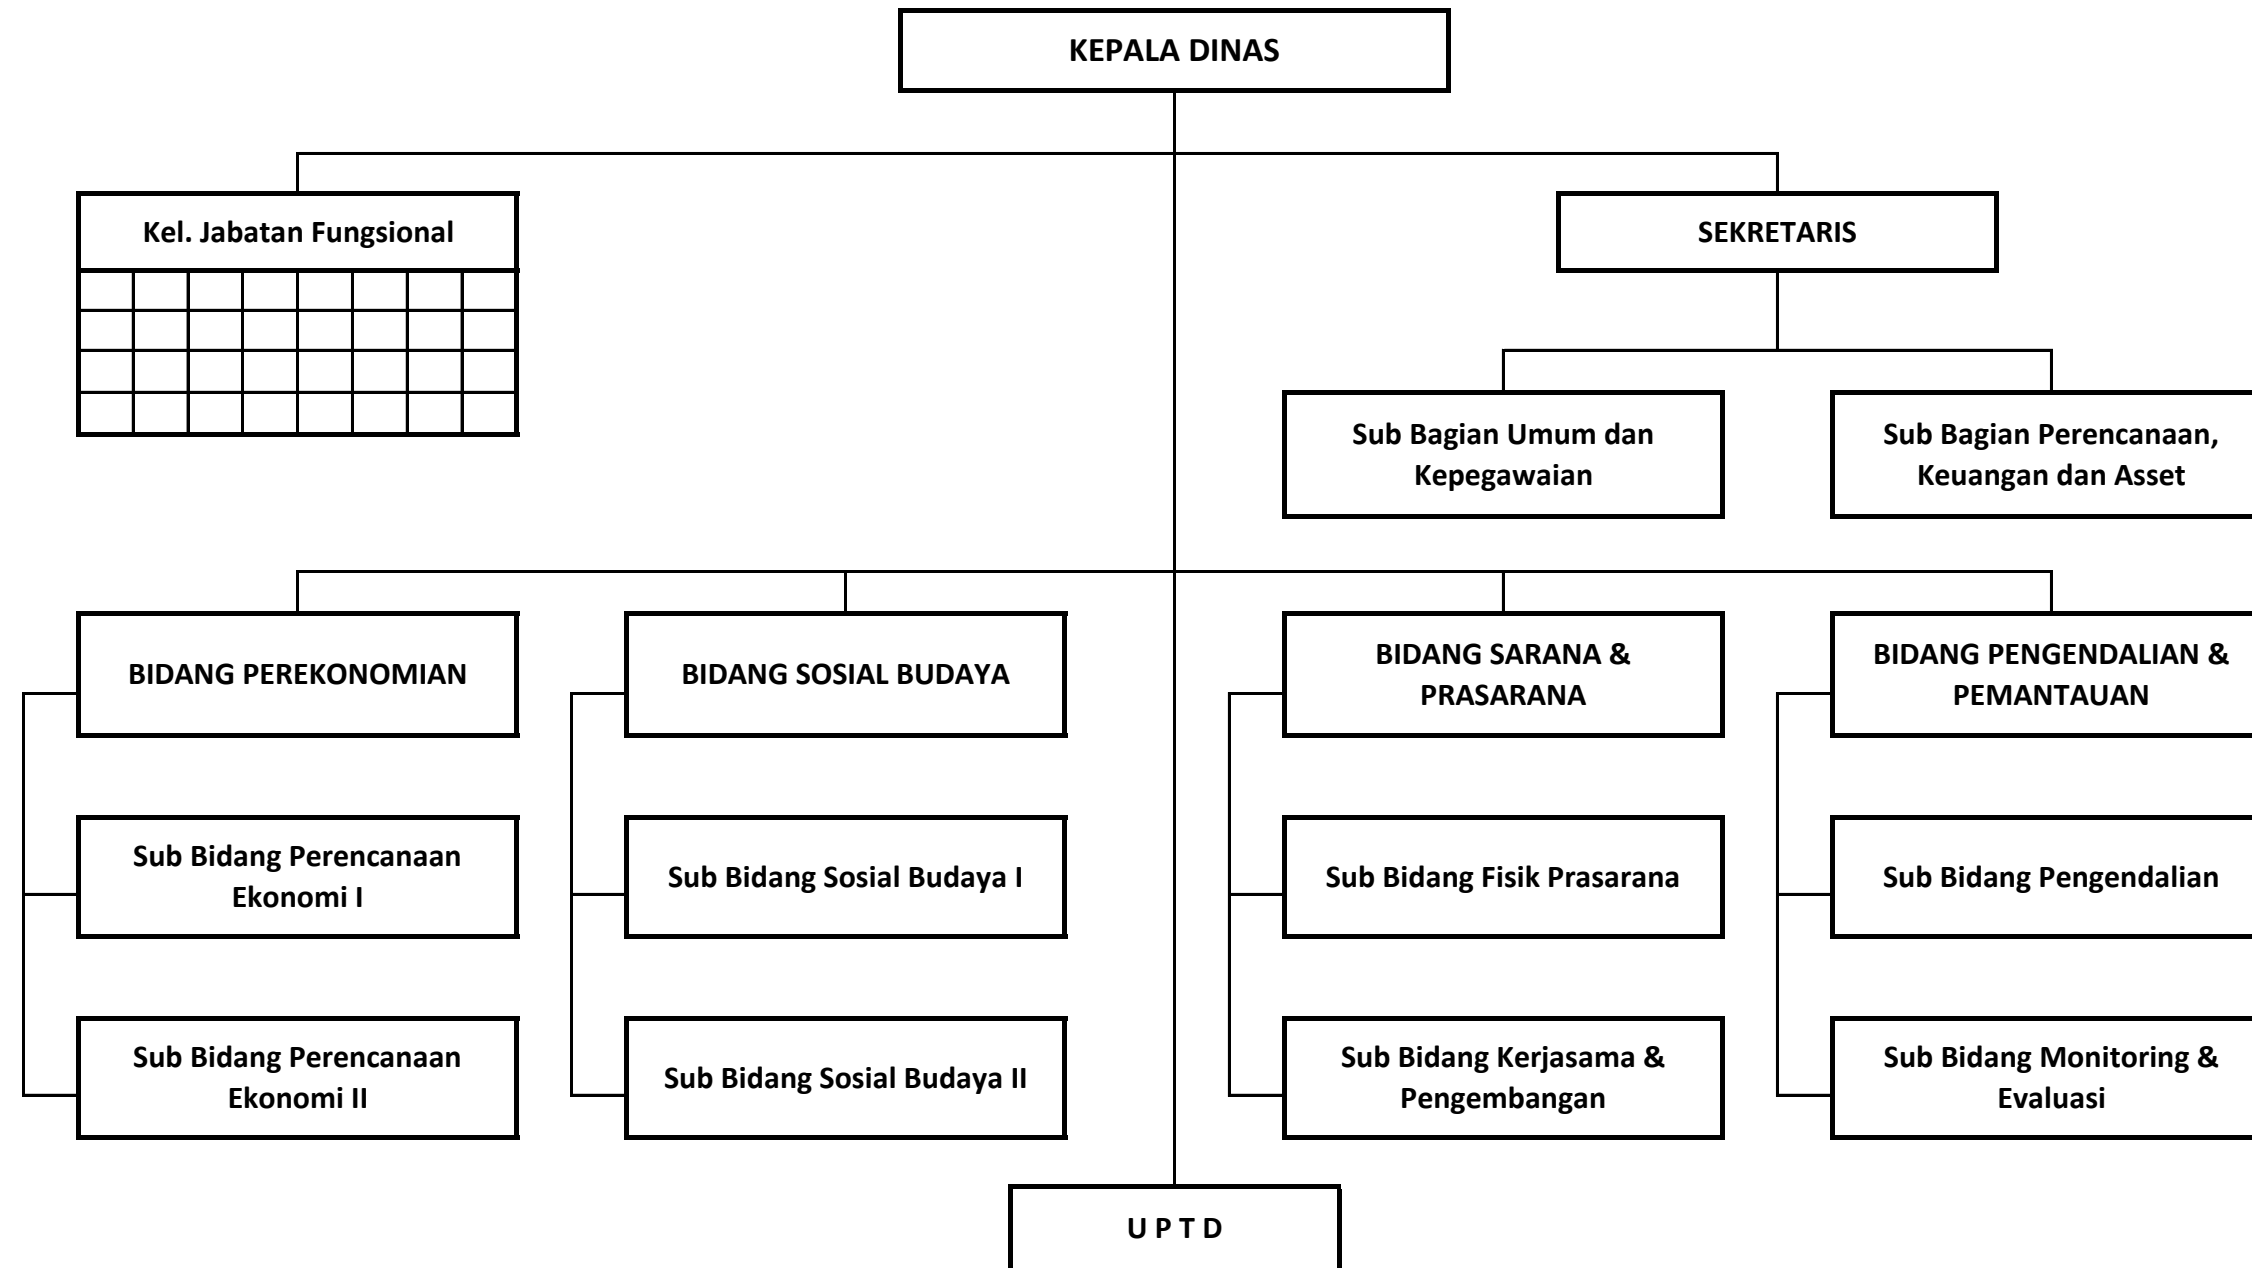 KEPALA DINAS
Kel. Jabatan Fungsional
SEKRETARIS
Sub Bagian Umum dan
Kepegawaian
Sub Bagian Perencanaan,
Keuangan dan Asset
BIDANG PEREKONOMIAN
BIDANG SOSIAL BUDAYA
BIDANG SARANA &
PRASARANA
BIDANG PENGENDALIAN &
PEMANTAUAN
Sub Bidang Perencanaan
Ekonomi I
Sub Bidang Sosial Budaya I
Sub Bidang Fisik Prasarana
Sub Bidang Pengendalian
Sub Bidang Perencanaan
Ekonomi II
Sub Bidang Sosial Budaya II
Sub Bidang Kerjasama &
Pengembangan
Sub Bidang Monitoring &
Evaluasi
U P T D